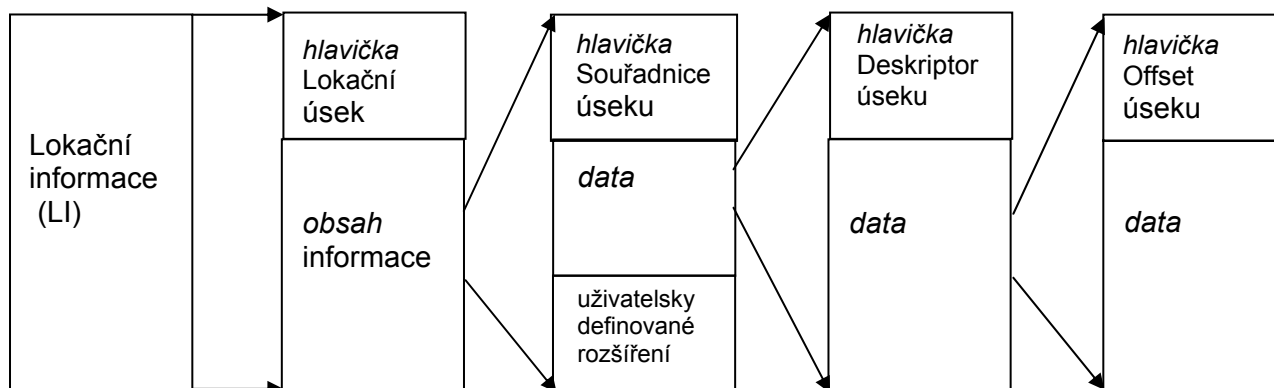 Lokační
informace
(LI)
hlavička
Lokační
úsek
obsah
informace
hlavička
Souřadnice
úseku
data
uživatelsky
definované
rozšíření
hlavička
Deskriptor
úseku
data
hlavička
Offset
úseku
data